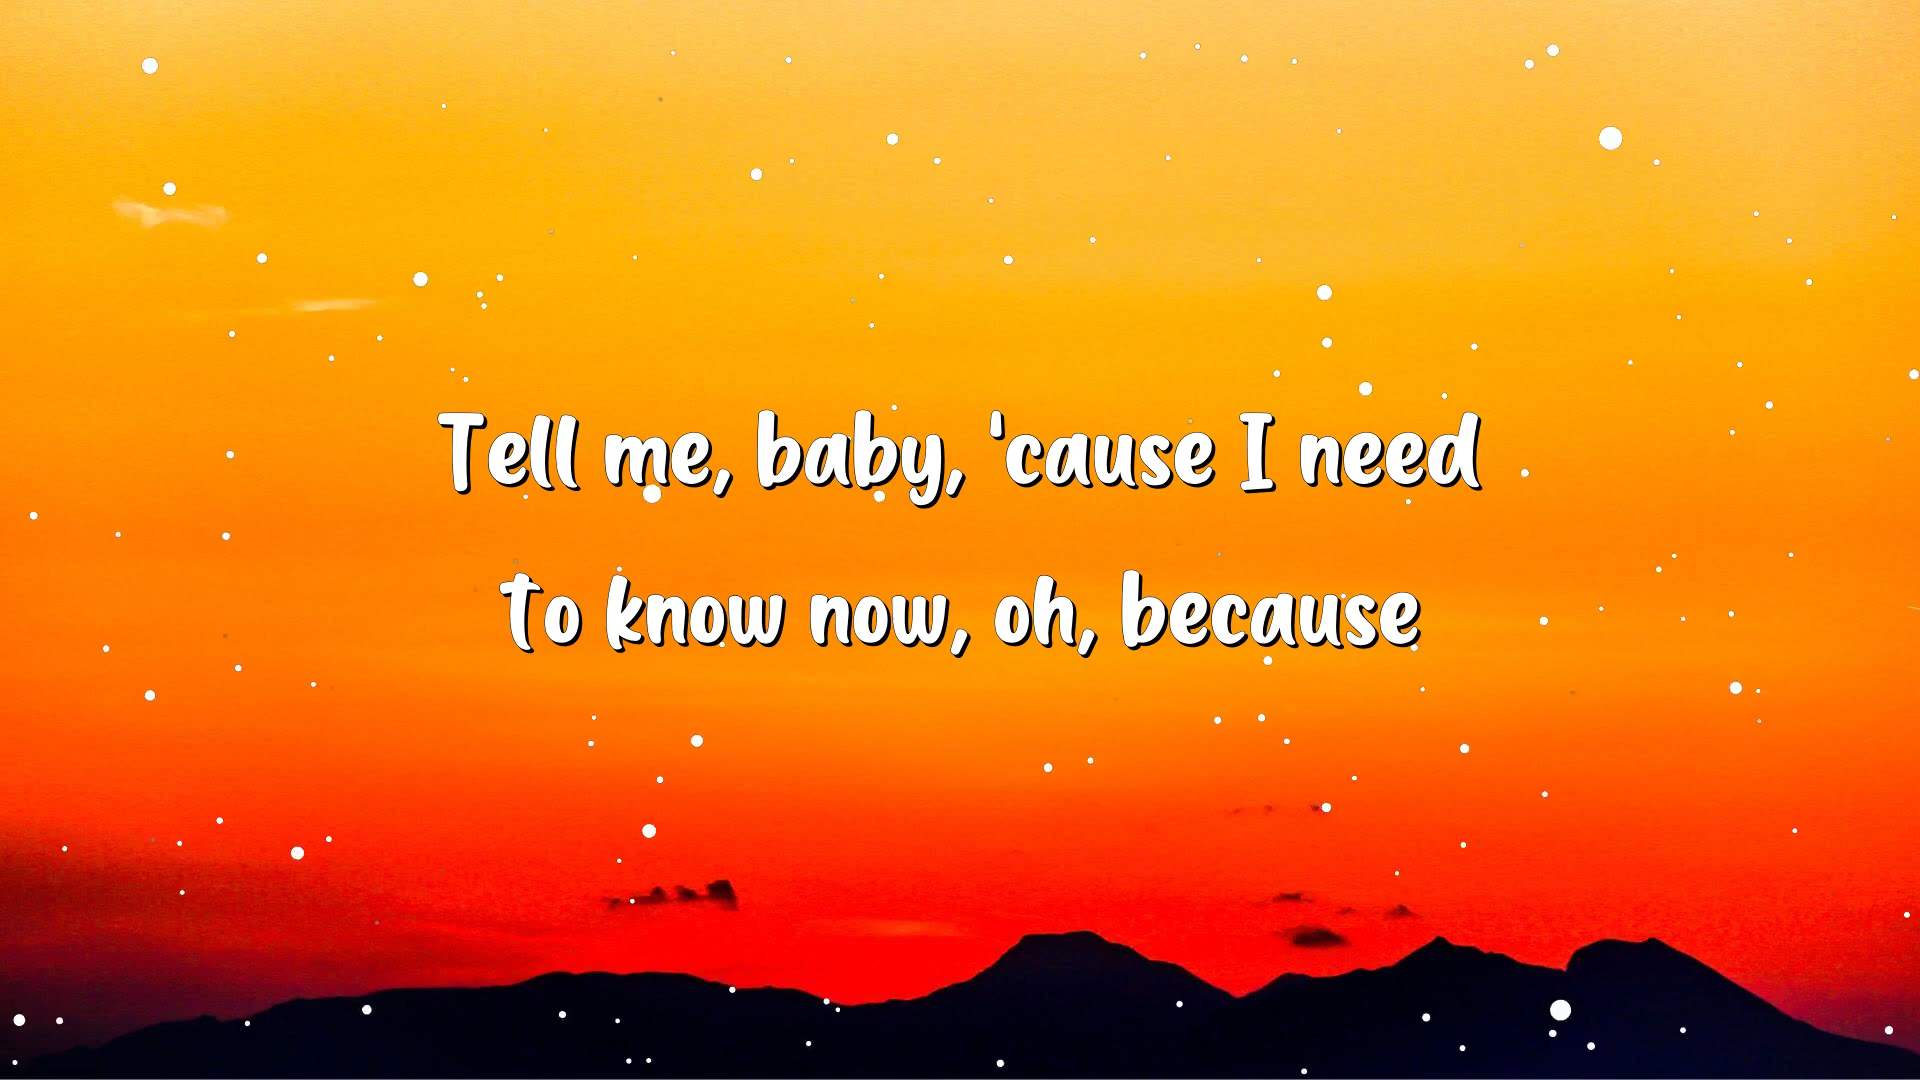 Tell me, baby, 'cause I need
to know now, oh, because